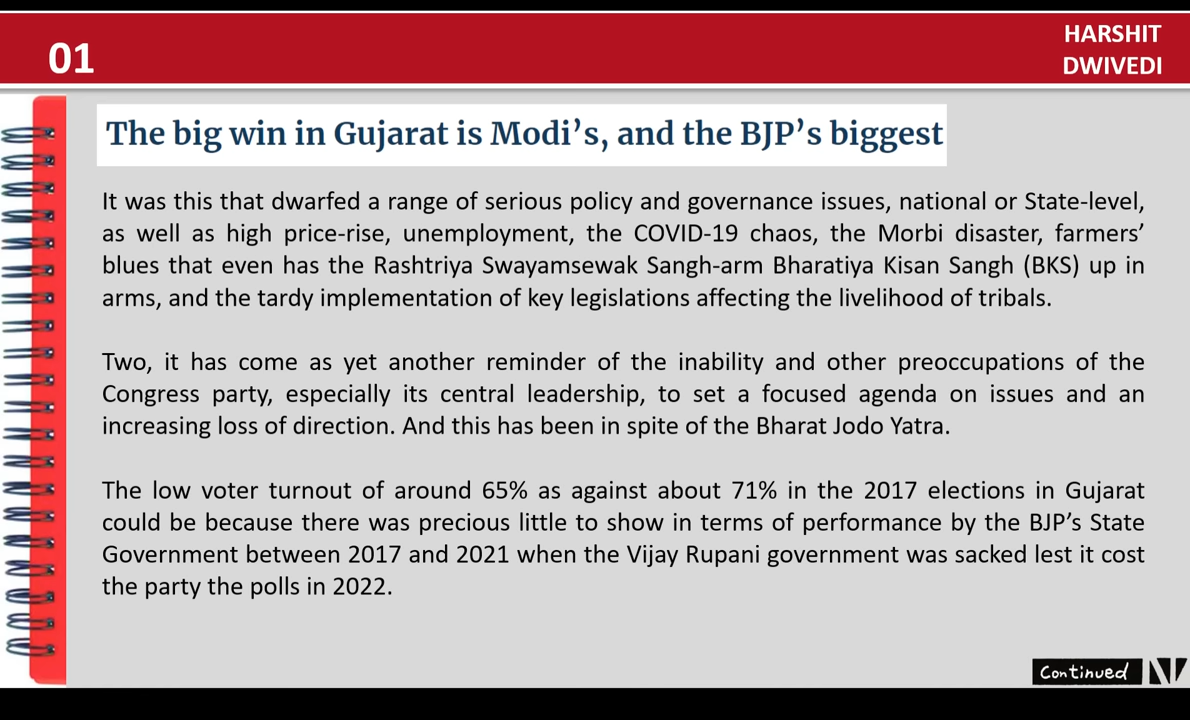 01
HARSHIT
DWIVEDI
The big win in Gujarat is Modi’s, and the BJP’s biggest
It was this that dwarfed a range of serious policy and governance issues, national or State-level,
as well as high price-rise, unemployment, the COVID-19 chaos, the Morbi disaster, farmers’
blues that even has the Rashtriya Swayamsewak Sangh-arm Bharatiya Kisan Sangh (BKS) up in
arms, and the tardy implementation of key legislations affecting the livelihood of tribals.
Two, it has come as yet another reminder of the inability and other preoccupations of the
Congress party, especially its central leadership, to set a focused agenda on issues and an
increasing loss of direction. And this has been in spite of the Bharat Jodo Yatra.
The low voter turnout of around 65% as against about 71% in the 2017 elections in Gujarat
could be because there was precious little to show in terms of performance by the BJP’s State
Government between 2017 and 2021 when the Vijay Rupani government was sacked lest it cost
the party the polls in 2022.
Continued